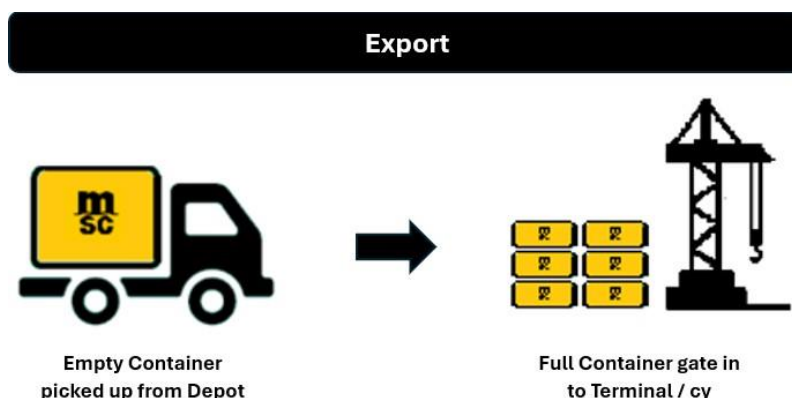 Export
m
sc
Empty Container
picked up from Depot
Full Container gate in
to Terminal / cy